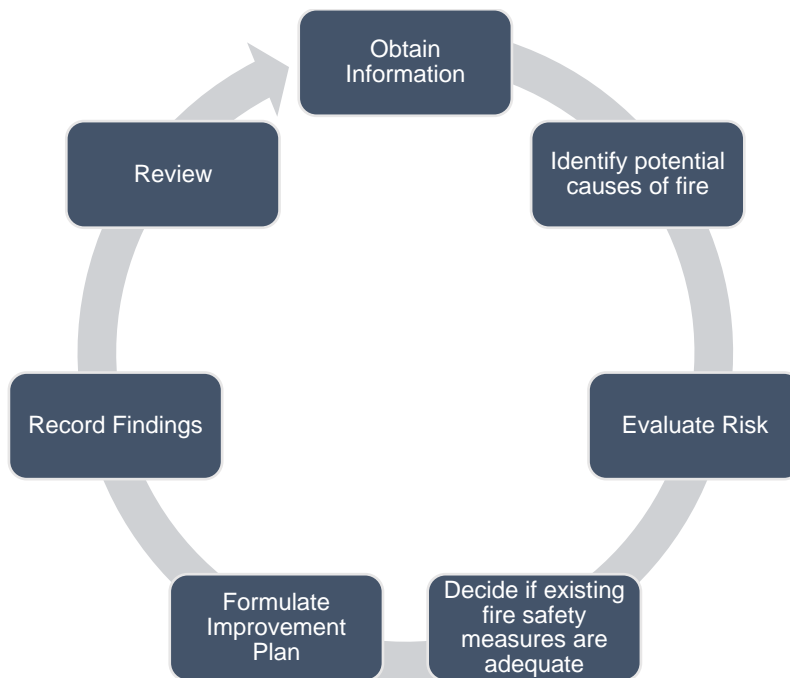 Obtain
Information
Identify potential
causes of fire
Evaluate Risk
Decide if existing
fire safety
measures are
adequate
Formulate
Improvement
Plan
Record Findings
Review